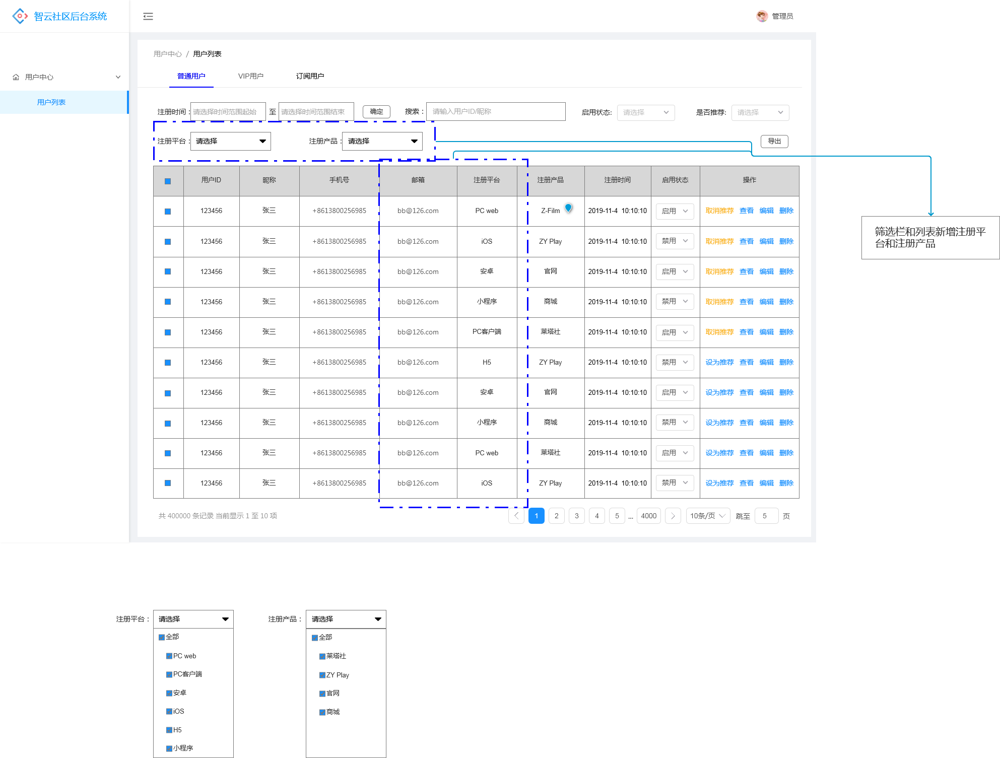 智云社区后台系统
管理员
用户中心
用户列表
用户中心 / 用户列表
普通用户 VIP用户 订阅用户
注册时间： 请选择时间范围起始 至 请选择时间范围结束 确定 搜索： 请输入用户ID/昵称 启用状态: 请选择 是否推荐: 请选择
注册平台： 请选择 注册产品： 请选择 导出
用户ID 昵称 手机号 邮箱 注册平台 注册产品 注册时间 启用状态 操作
123456 张三 +8613800256985 bb@126.com PC web Z-Film 2019-11-4 10:10:10 启用 取消推荐 查看 编辑 删除
123456 张三 +8613800256985 bb@126.com iOS ZY Play 2019-11-4 10:10:10 禁用 取消推荐 查看 编辑 删除
123456 张三 +8613800256985 bb@126.com 安卓 官网 2019-11-4 10:10:10 启用 取消推荐 查看 编辑 删除
123456 张三 +8613800256985 bb@126.com 小程序 商城 2019-11-4 10:10:10 禁用 取消推荐 查看 编辑 删除
123456 张三 +8613800256985 bb@126.com PC客户端 莱塔社 2019-11-4 10:10:10 启用 取消推荐 查看 编辑 删除
123456 张三 +8613800256985 bb@126.com H5 ZY Play 2019-11-4 10:10:10 禁用 设为推荐 查看 编辑 删除
123456 张三 +8613800256985 bb@126.com 安卓 官网 2019-11-4 10:10:10 启用 设为推荐 查看 编辑 删除
123456 张三 +8613800256985 bb@126.com 小程序 商城 2019-11-4 10:10:10 禁用 设为推荐 查看 编辑 删除
123456 张三 +8613800256985 bb@126.com PC web 莱塔社 2019-11-4 10:10:10 启用 设为推荐 查看 编辑 删除
123456 张三 +8613800256985 bb@126.com iOS ZY Play 2019-11-4 10:10:10 禁用 设为推荐 查看 编辑 删除
共 400000 条记录 当前显示 1 至 10 项 1 2 3 4 5 ... 4000 10条/页 跳至 5 页
筛选栏和列表新增注册平
台和注册产品
注册平台： 请选择
全部
PC web
PC客户端
安卓
iOS
H5
小程序
注册产品： 请选择
全部
莱塔社
ZY Play
官网
商城